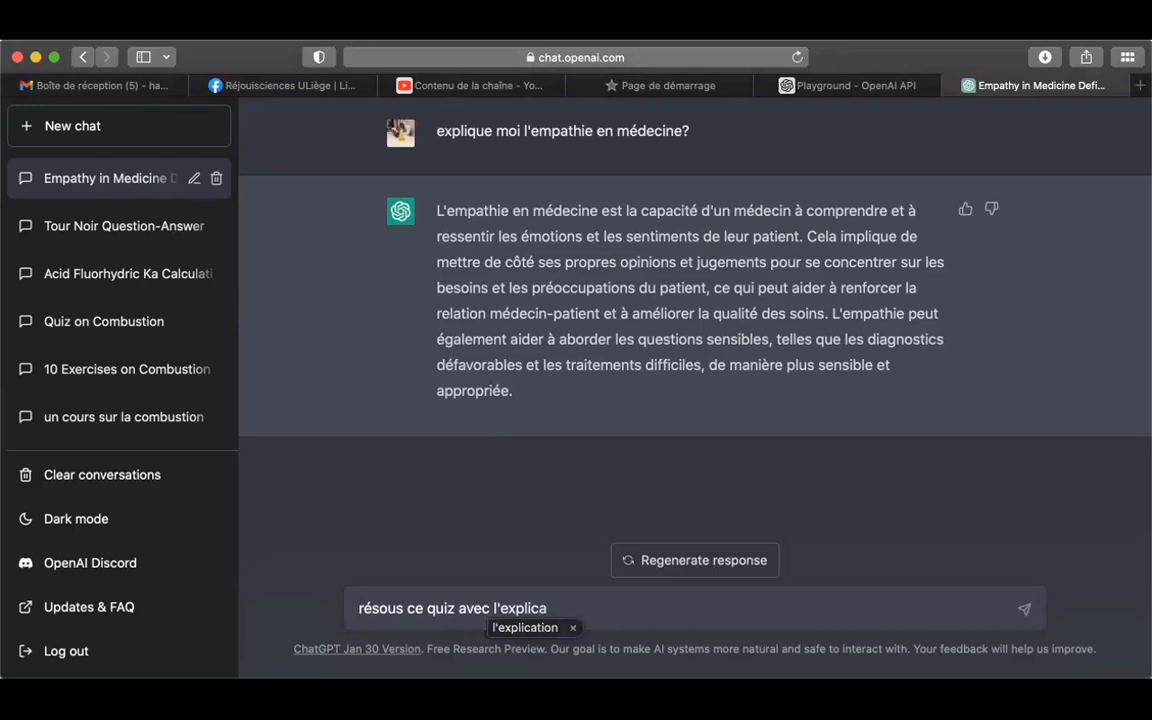 chat.openai.com
Boîte de réception (5) - ha...
Réjouisciences ULiège | Li...
Contenu de la chaîne - Yo...
Page de démarrage
Playground - OpenAI API
Empathy in Medicine Defi...
New chat
Empathy in Medicine D
Tour Noir Question-Answer
Acid Fluorhydric Ka Calculati
Quiz on Combustion
10 Exercises on Combustion
un cours sur la combustion
Clear conversations
Dark mode
OpenAI Discord
Updates & FAQ
Log out
explique moi l'empathie en médecine?
L'empathie en médecine est la capacité d'un médecin à comprendre et à
ressentir les émotions et les sentiments de leur patient. Cela implique de
mettre de côté ses propres opinions et jugements pour se concentrer sur les
besoins et les préoccupations du patient, ce qui peut aider à renforcer la
relation médecin-patient et à améliorer la qualité des soins. L'empathie peut
également aider à aborder les questions sensibles, telles que les diagnostics
défavorables et les traitements difficiles, de manière plus sensible et
appropriée.
Regenerate response
résous ce quiz avec l'explica
l'explication ×
ChatGPT Jan 30 Version. Free Research Preview. Our goal is to make AI systems more natural and safe to interact with. Your feedback will help us improve.